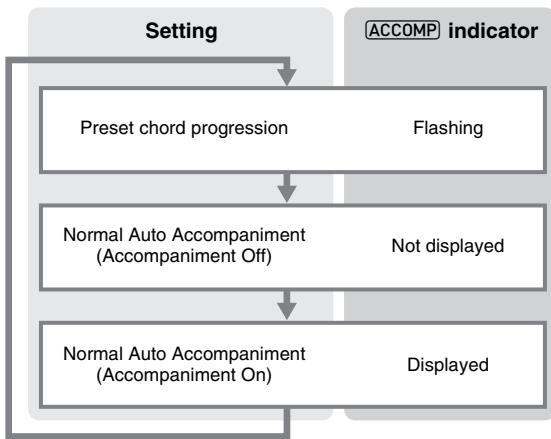 Setting
ACCOMP indicator
Preset chord progression
Flashing
Normal Auto Accompaniment
(Accompaniment Off)
Not displayed
Normal Auto Accompaniment
(Accompaniment On)
Displayed